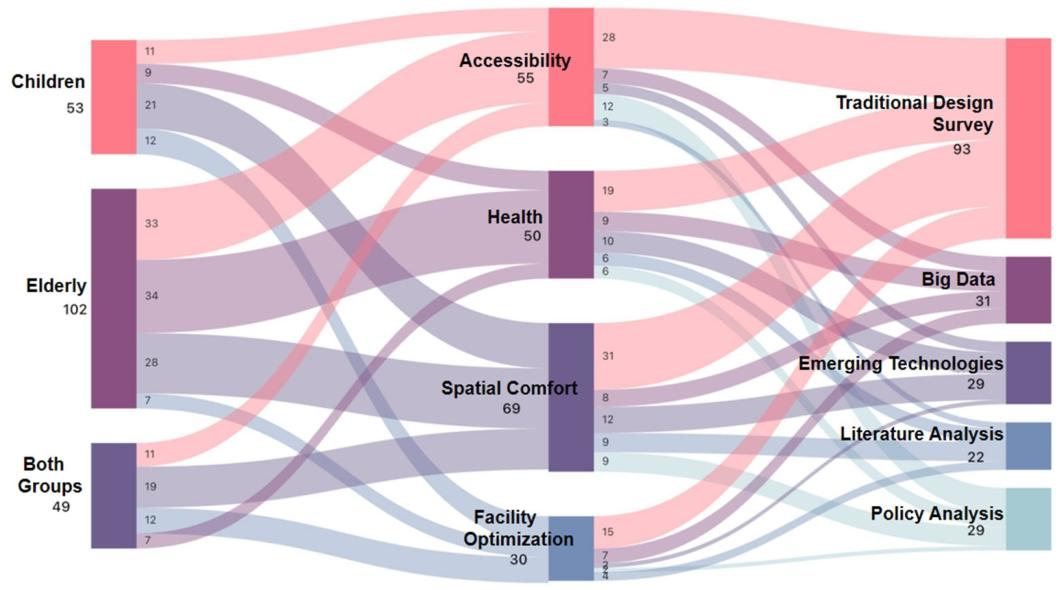 Children
53
11
9
21
12
Elderly
102
33
34
28
7
Both
Groups
49
11
19
12
7
Accessibility
55
28
7
5
12
3
Health
50
19
9
10
6
6
Spatial Comfort
69
31
8
12
9
9
Facility
Optimization
30
15
7
2
4
Traditional Design
Survey
93
Big Data
31
Emerging Technologies
29
Literature Analysis
22
Policy Analysis
29